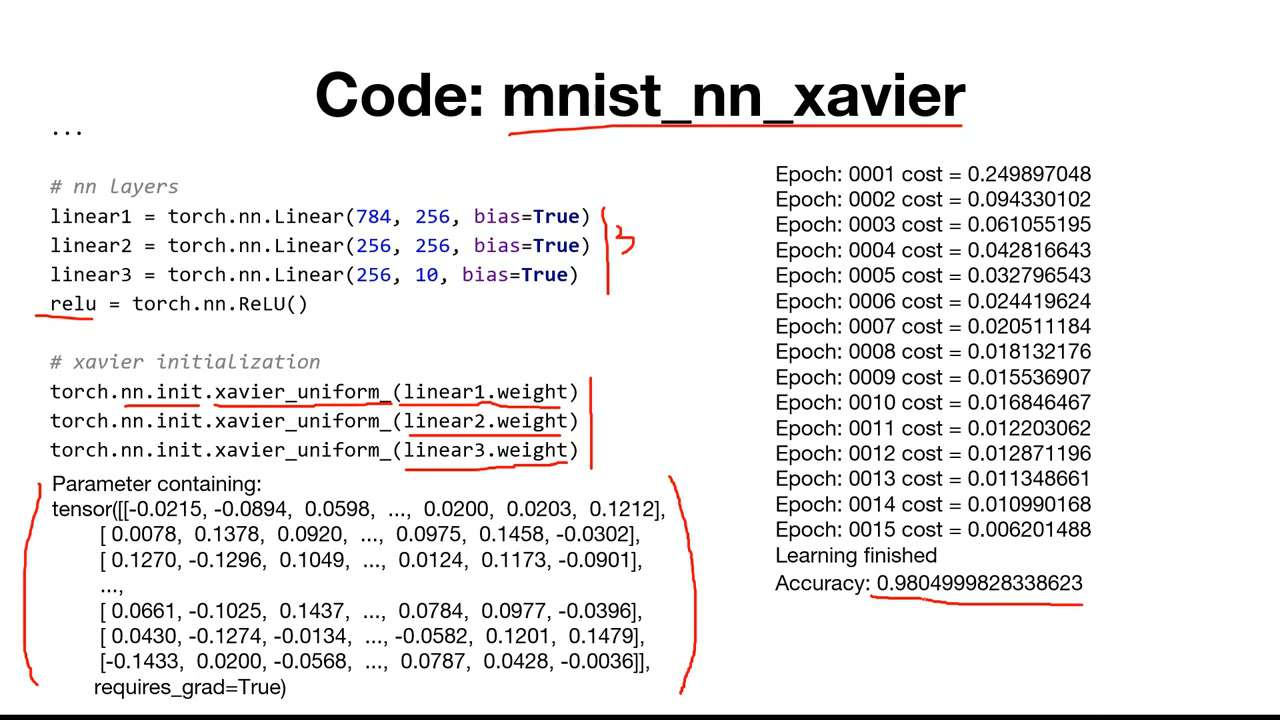 Code: mnist_nn_xavier
...
# nn layers
linear1 = torch.nn.Linear(784, 256, bias=True)
linear2 = torch.nn.Linear(256, 256, bias=True)
linear3 = torch.nn.Linear(256, 10, bias=True)
3
relu = torch.nn.ReLU()
# xavier initialization
torch.nn.init.xavier_uniform_(linear1.weight)
torch.nn.init.xavier_uniform_(linear2.weight)
torch.nn.init.xavier_uniform_(linear3.weight)
Parameter containing:
tensor([[-0.0215, -0.0894, 0.0598, ..., 0.0200, 0.0203, 0.1212],
[ 0.0078, 0.1378, 0.0920, ..., 0.0975, 0.1458, -0.0302],
[ 0.1270, -0.1296, 0.1049, ..., 0.0124, 0.1173, -0.0901],
...,
[ 0.0661, -0.1025, 0.1437, ..., 0.0784, 0.0977, -0.0396],
[ 0.0430, -0.1274, -0.0134, ..., -0.0582, 0.1201, 0.1479],
[-0.1433, 0.0200, -0.0568, ..., 0.0787, 0.0428, -0.0036]],
requires_grad=True)
Epoch: 0001 cost = 0.249897048
Epoch: 0002 cost = 0.094330102
Epoch: 0003 cost = 0.061055195
Epoch: 0004 cost = 0.042816643
Epoch: 0005 cost = 0.032796543
Epoch: 0006 cost = 0.024419624
Epoch: 0007 cost = 0.020511184
Epoch: 0008 cost = 0.018132176
Epoch: 0009 cost = 0.015536907
Epoch: 0010 cost = 0.016846467
Epoch: 0011 cost = 0.012203062
Epoch: 0012 cost = 0.012871196
Epoch: 0013 cost = 0.011348661
Epoch: 0014 cost = 0.010990168
Epoch: 0015 cost = 0.006201488
Learning finished
Accuracy: 0.9804999828338623